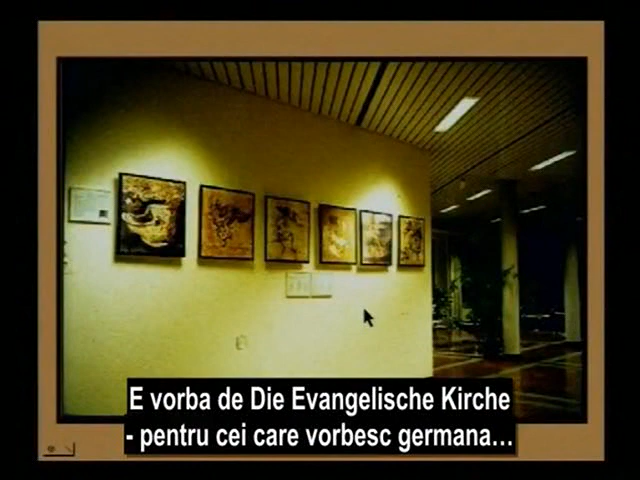 E vorba de Die Evangelische Kirche
- pentru cei care vorbesc germana...